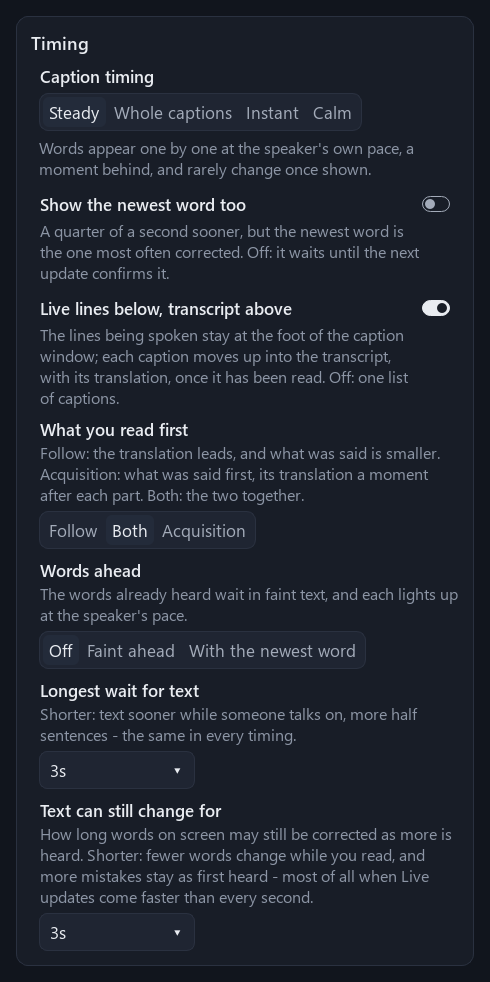 Timing
Caption timing
Steady Whole captions Instant Calm
Words appear one by one at the speaker's own pace, a
moment behind, and rarely change once shown.
Show the newest word too
A quarter of a second sooner, but the newest word is
the one most often corrected. Off: it waits until the next
update confirms it.
Live lines below, transcript above
The lines being spoken stay at the foot of the caption
window; each caption moves up into the transcript,
with its translation, once it has been read. Off: one list
of captions.
What you read first
Follow: the translation leads, and what was said is smaller.
Acquisition: what was said first, its translation a moment
after each part. Both: the two together.
Follow Both Acquisition
Words ahead
The words already heard wait in faint text, and each lights up
at the speaker's pace.
Off Faint ahead With the newest word
Longest wait for text
Shorter: text sooner while someone talks on, more half
sentences - the same in every timing.
3s
Text can still change for
How long words on screen may still be corrected as more is
heard. Shorter: fewer words change while you read, and
more mistakes stay as first heard - most of all when Live
updates come faster than every second.
3s